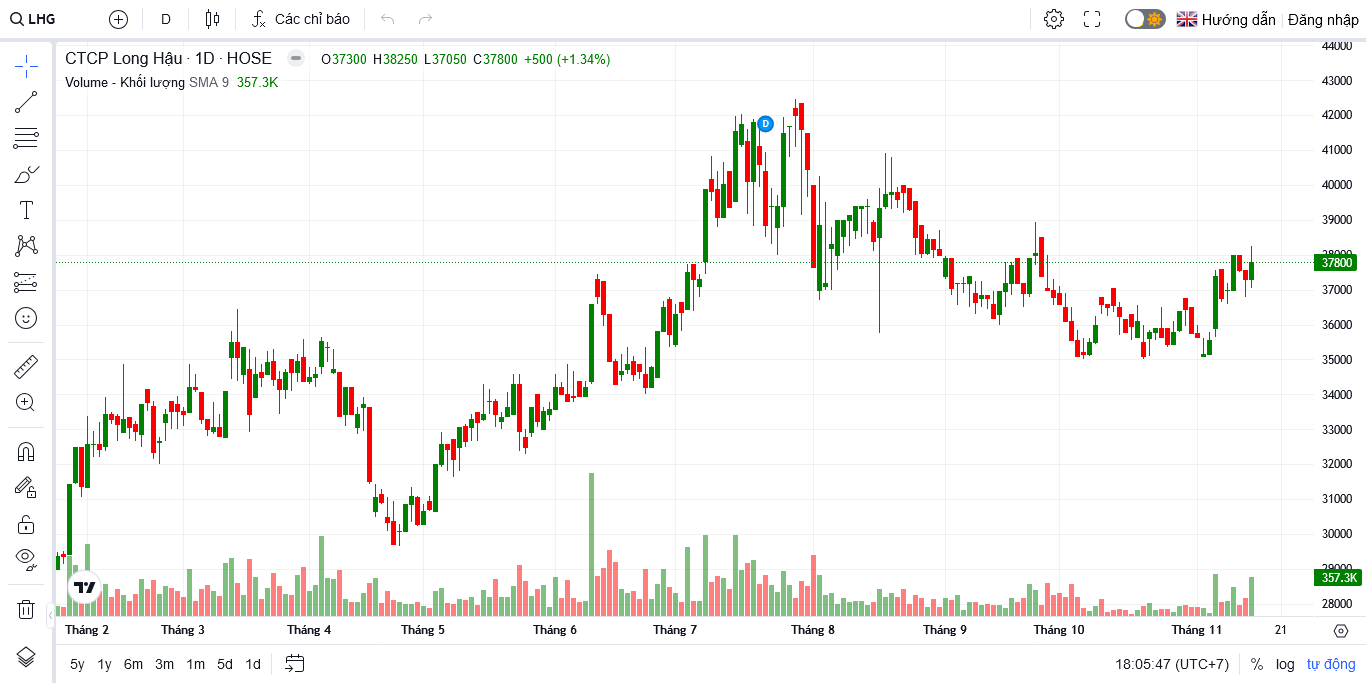 LHG D Các chỉ báo Hướng dẫn Đăng nhập
CTCP Long Hậu · 1D · HOSE O37300 H38250 L37050 C37800 +500 (+1.34%)
Volume - Khối lượng SMA 9 357.3K
44000
43000
42000
D
41000
40000
39000
38000
37800
37000
36000
35000
34000
33000
32000
31000
30000
29000
357.3K
28000
Tháng 2 Tháng 3 Tháng 4 Tháng 5 Tháng 6 Tháng 7 Tháng 8 Tháng 9 Tháng 10 Tháng 11 21
5y 1y 6m 3m 1m 5d 1d 18:05:47 (UTC+7) % log tự động